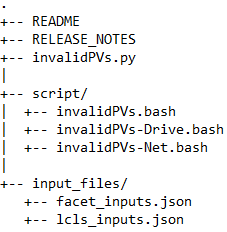 .
+-- README
+-- RELEASE_NOTES
+-- invalidPVs.py
|
+-- script/
|  +-- invalidPVs.bash
|  +-- invalidPVs-Drive.bash
|  +-- invalidPVs-Net.bash
|
+-- input_files/
   +-- facet_inputs.json
   +-- lcls_inputs.json